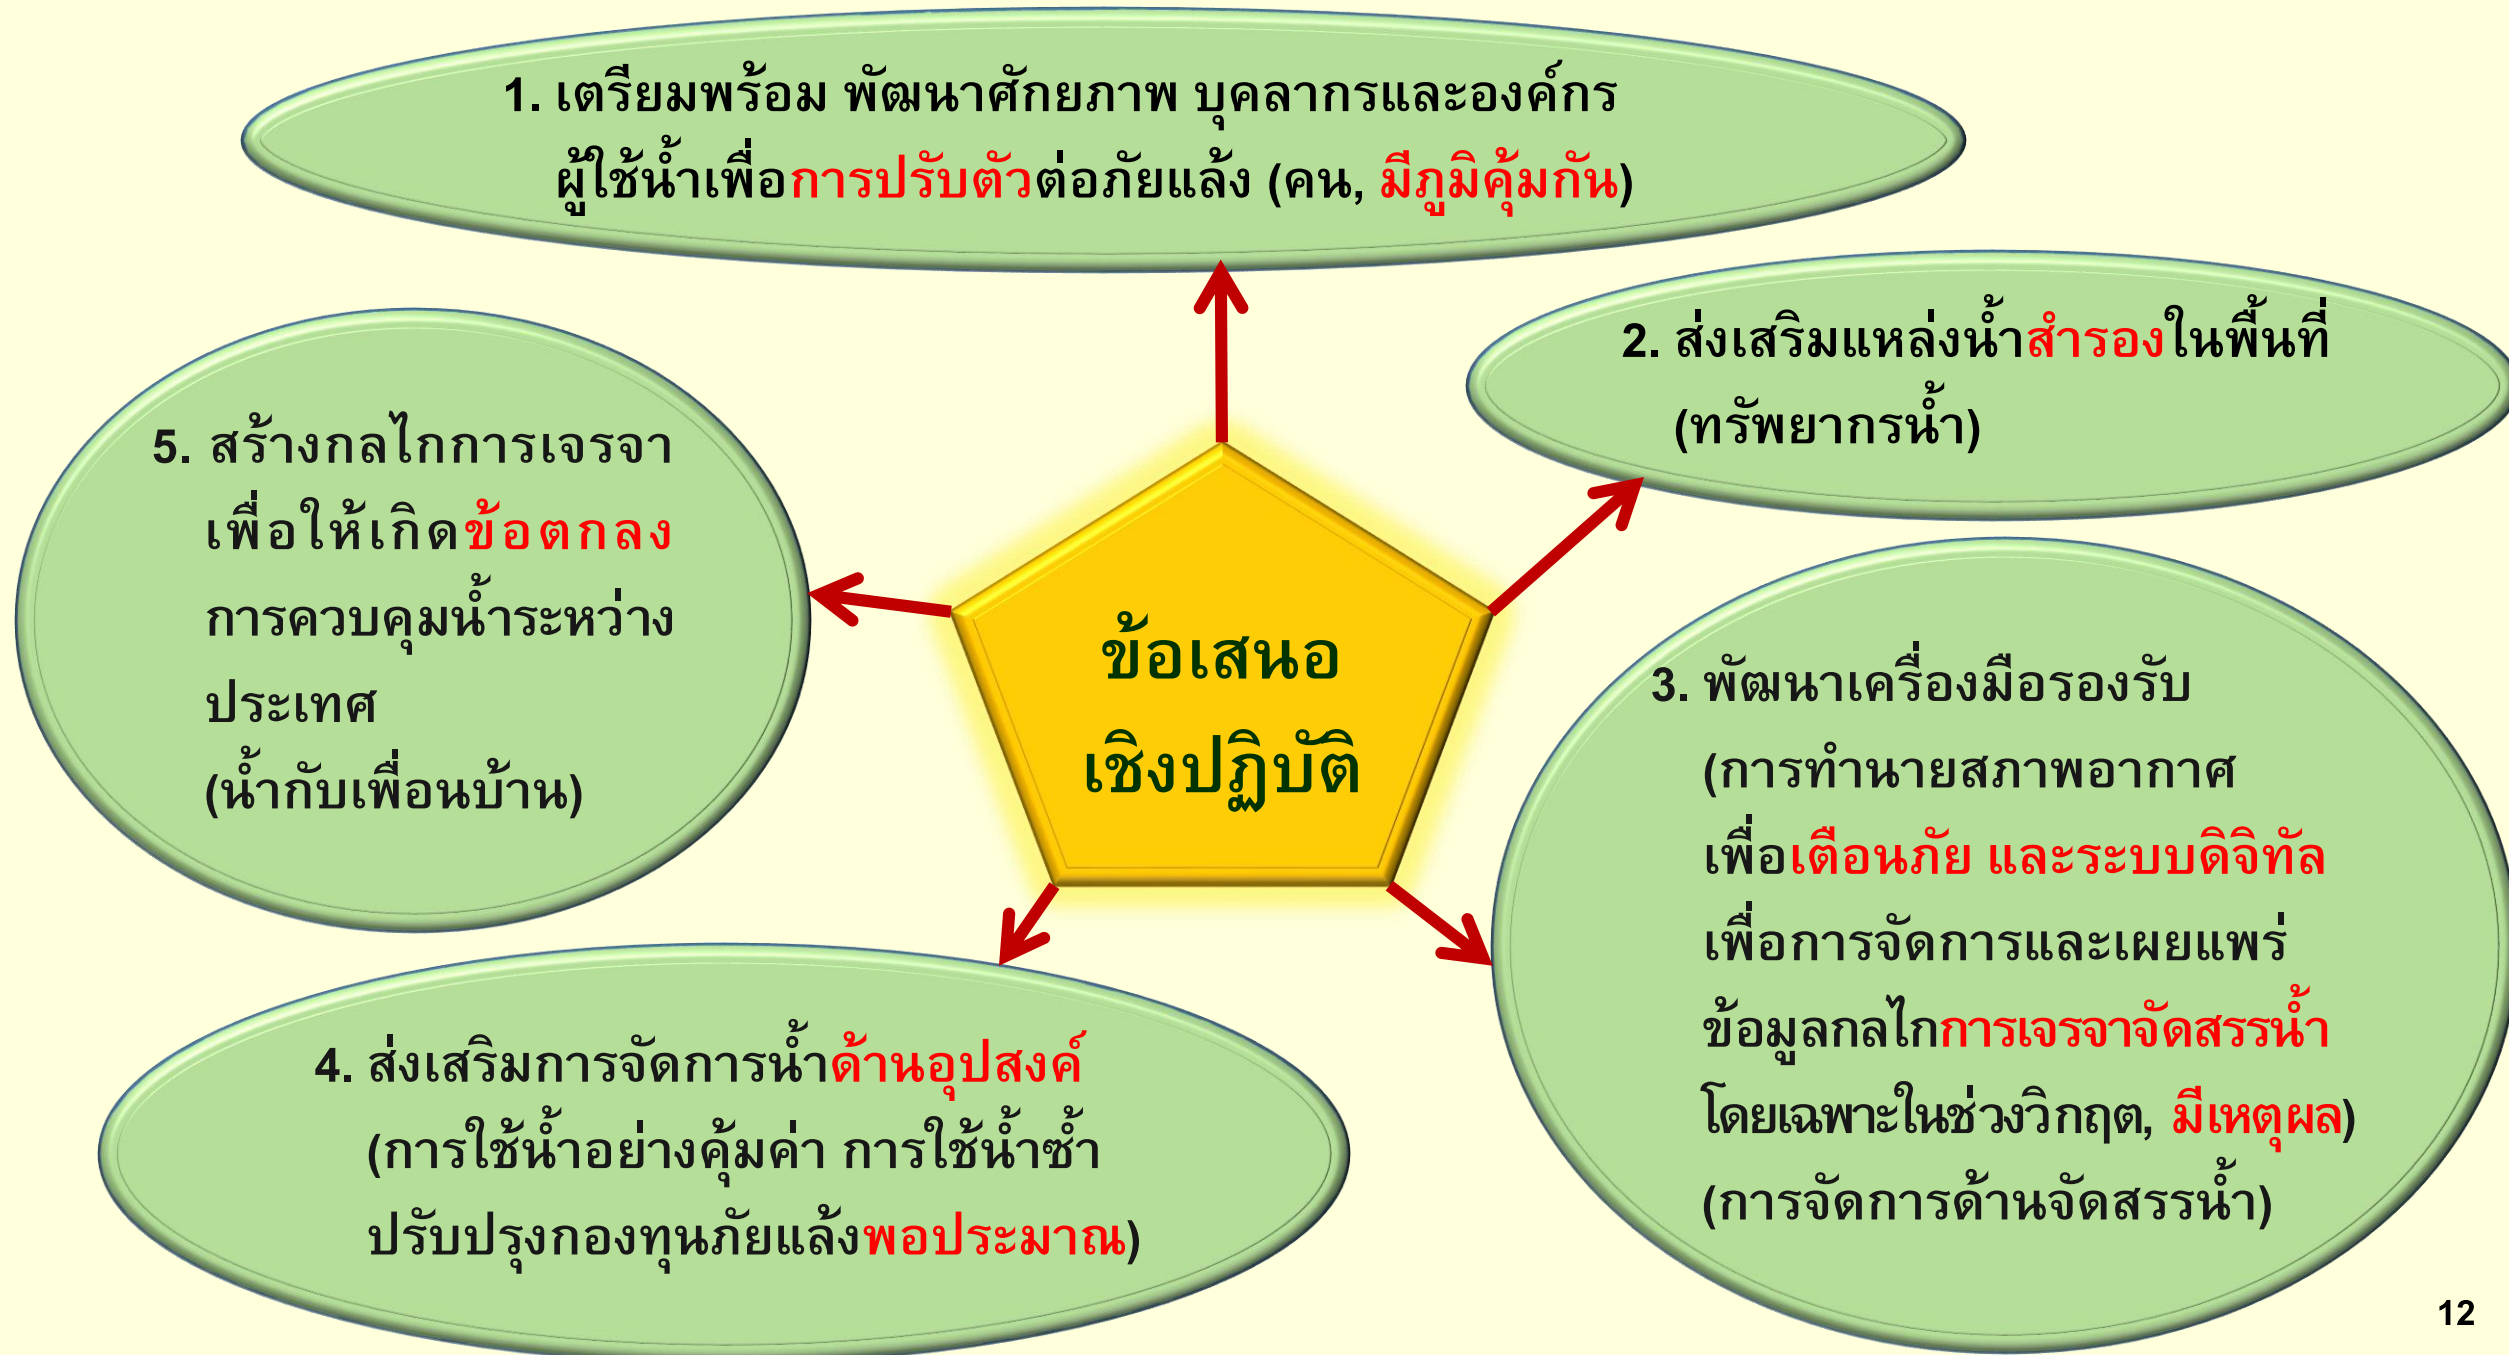 1. เตรียมพร้อม พัฒนาศักยภาพ บุคลากรและองค์กร
ผู้ใช้น้ำเพื่อการปรับตัวต่อภัยแล้ง (คน, มีภูมิคุ้มกัน)
2. ส่งเสริมแหล่งน้ำสำรองในพื้นที่
(ทรัพยากรน้ำ)
5. สร้างกลไกการเจรจา
เพื่อให้เกิดข้อตกลง
การควบคุมน้ำระหว่าง
ประเทศ
(น้ำกับเพื่อนบ้าน)
ข้อเสนอ
เชิงปฏิบัติ
3. พัฒนาเครื่องมือรองรับ
(การทำนายสภาพอากาศ
เพื่อเตือนภัย และระบบดิจิทัล
เพื่อการจัดการและเผยแพร่
ข้อมูลกลไกการเจรจาจัดสรรน้ำ
โดยเฉพาะในช่วงวิกฤต, มีเหตุผล)
(การจัดการด้านจัดสรรน้ำ)
4. ส่งเสริมการจัดการน้ำด้านอุปสงค์
(การใช้น้ำอย่างคุ้มค่า การใช้น้ำซ้ำ
ปรับปรุงกองทุนภัยแล้งพอประมาณ)
12